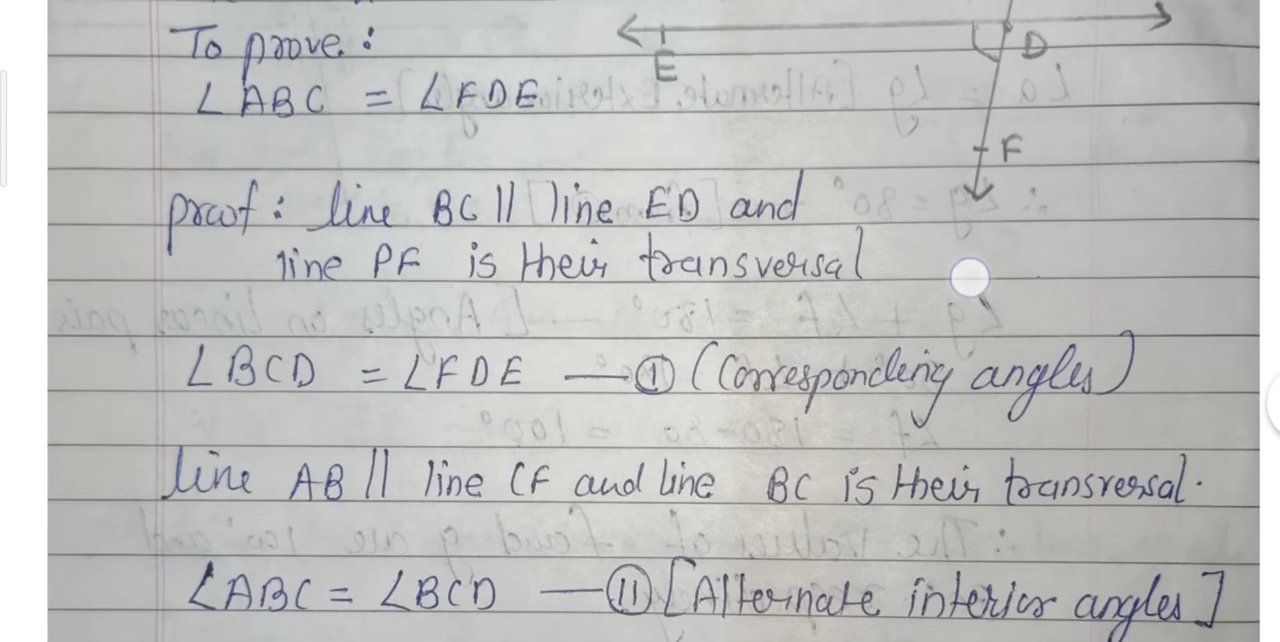 To prove :
E
D
∠ABC = ∠FDE
F
proof : line BC || line ED and
line PF is their transversal
∠BCD = ∠FDE — ① (Corresponding angles)
line AB || line CF and line BC is their transversal.
∠ABC = ∠BCD — ⑪ [Alternate interior angles]